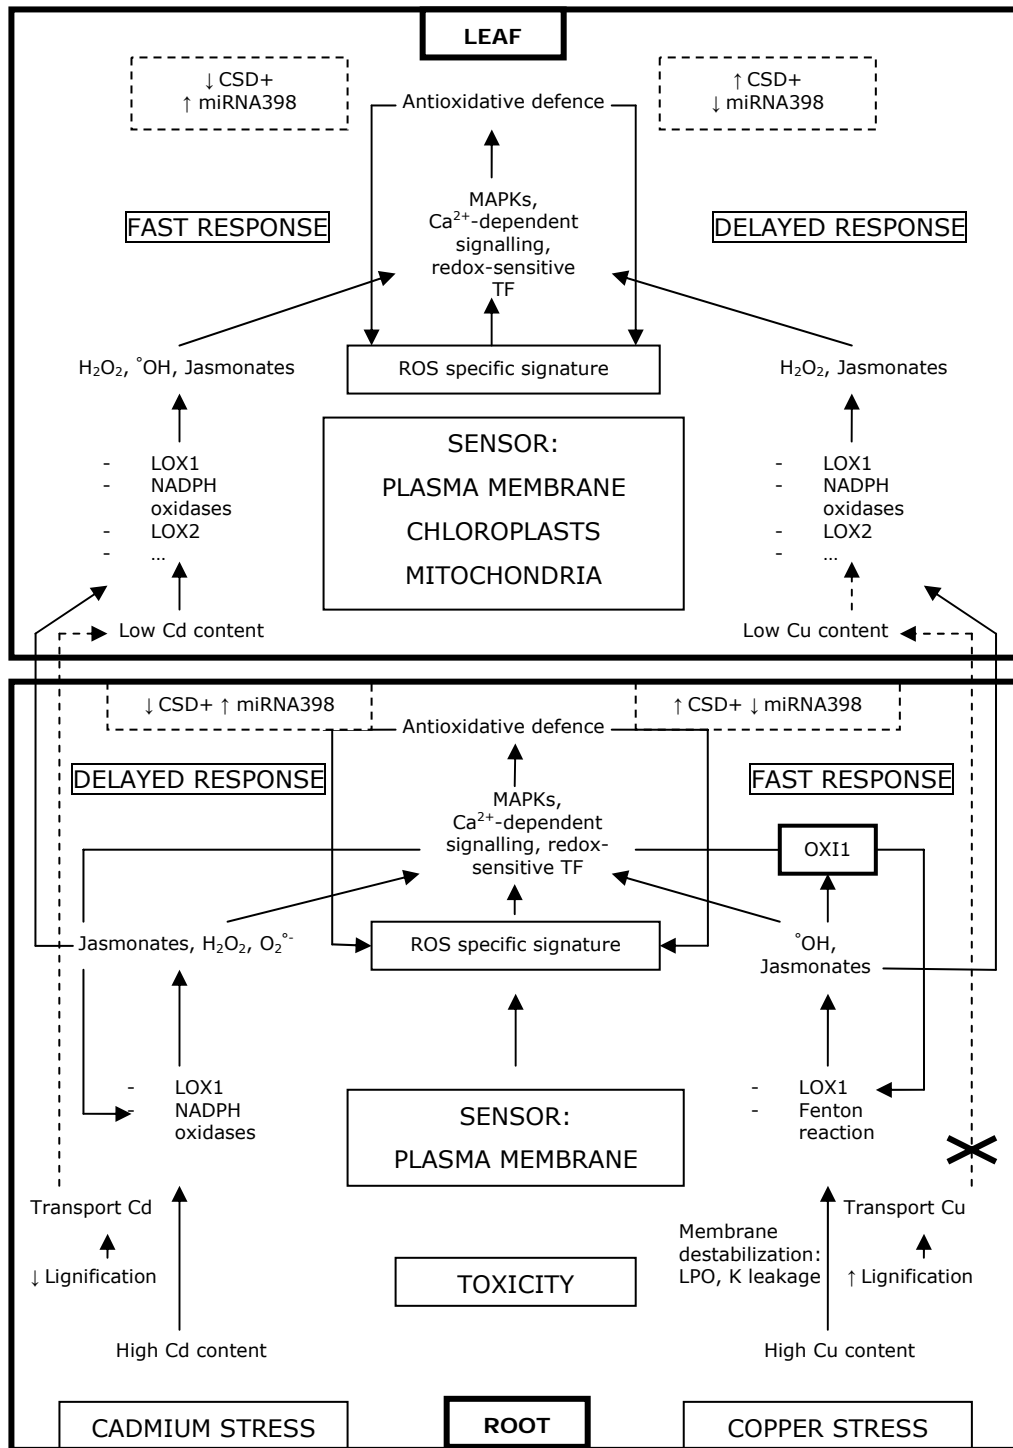 LEAF
↓ CSD+
↑ miRNA398
↑ CSD+
↓ miRNA398
Antioxidative defence
MAPKs,
Ca²⁺-dependent
signalling,
redox-sensitive
TF
FAST RESPONSE
DELAYED RESPONSE
H₂O₂, °OH, Jasmonates
ROS specific signature
H₂O₂, Jasmonates
- LOX1
- NADPH
oxidases
- LOX2
- ...
SENSOR:
PLASMA MEMBRANE
CHLOROPLASTS
MITOCHONDRIA
- LOX1
- NADPH
oxidases
- LOX2
- ...
Low Cd content
Low Cu content
↓ CSD+ ↑ miRNA398
↑ CSD+ ↓ miRNA398
Antioxidative defence
DELAYED RESPONSE
FAST RESPONSE
MAPKs,
Ca²⁺-dependent
signalling, redox-
sensitive TF
OXI1
Jasmonates, H₂O₂, O₂°⁻
ROS specific signature
°OH,
Jasmonates
- LOX1
- NADPH
oxidases
SENSOR:
PLASMA MEMBRANE
- LOX1
- Fenton
reaction
Transport Cd
Transport Cu
↓ Lignification
Membrane
destabilization:
LPO, K leakage
↑ Lignification
TOXICITY
High Cd content
High Cu content
CADMIUM STRESS
ROOT
COPPER STRESS